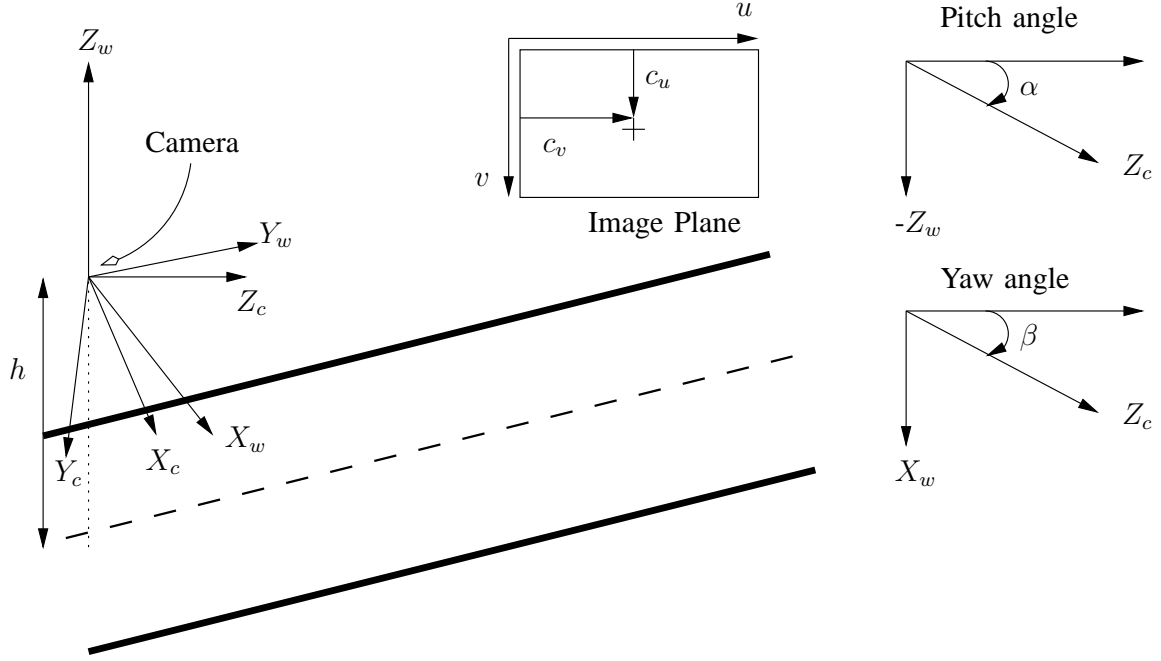 Z_w
Camera
Y_w
Z_c
h
X_w
X_c
Y_c
u
c_u
c_v
v
Image Plane
Pitch angle
α
Z_c
-Z_w
Yaw angle
β
Z_c
X_w